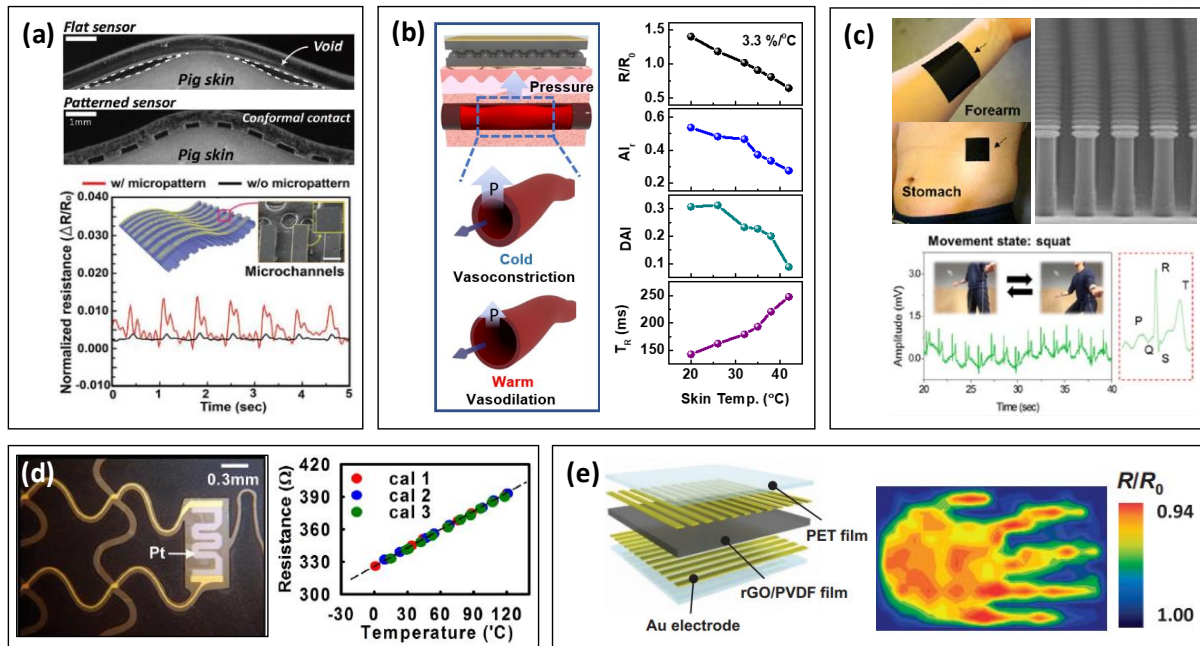 (a)
Flat sensor
Void
Pig skin
Patterned sensor
1mm
Conformal contact
Pig skin
w/ micropattern
w/o micropattern
Normalized resistance (△R/R₀)
0.040
0.030
0.020
0.010
0.000
-0.010
Microchannels
0 1 2 3 4 5
Time (sec)
(b)
Pressure
P
Cold
Vasoconstriction
P
Warm
Vasodilation
3.3 %/°C
R/R₀
1.5
1.0
0.5
AIᵣ
0.6
0.4
0.2
DAI
0.3
0.2
0.1
T_R (ms)
250
200
150
20 30 40
Skin Temp. (°C)
(c)
Forearm
Stomach
Movement state: squat
Amplitude (mV)
3.0
0.0
20 25 30 35 40
Time (sec)
P
Q
R
S
T
(d)
0.3mm
Pt
Resistance (Ω)
420
390
360
330
300
cal 1
cal 2
cal 3
-30 0 30 60 90 120
Temperature ('C)
(e)
PET film
rGO/PVDF film
Au electrode
R/R₀
0.94
1.00